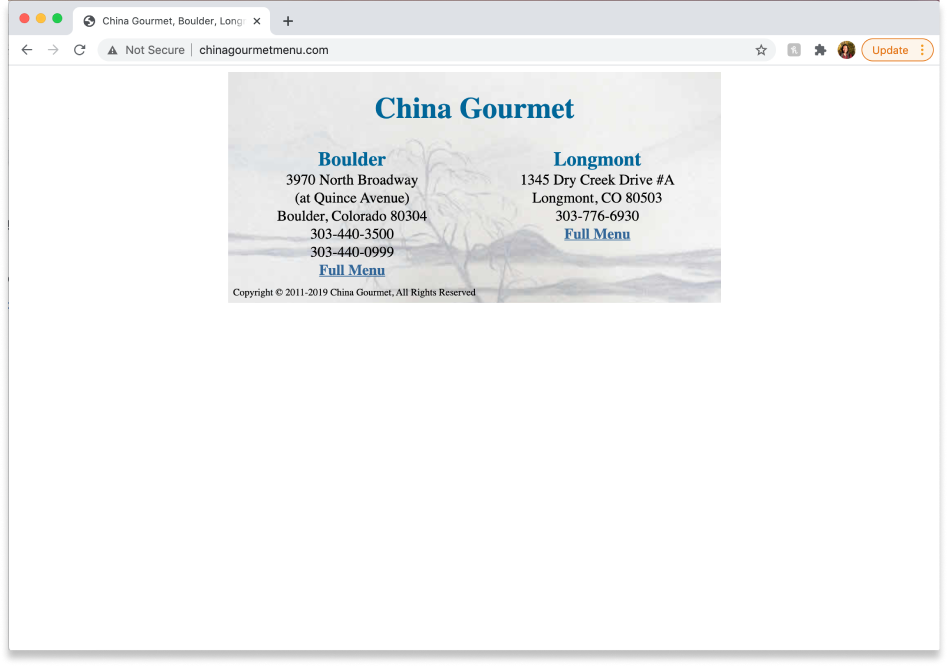 China Gourmet, Boulder, Long
Not Secure chinagourmetmenu.com
Update
China Gourmet
Boulder
3970 North Broadway
(at Quince Avenue)
Boulder, Colorado 80304
303-440-3500
303-440-0999
Full Menu
Longmont
1345 Dry Creek Drive #A
Longmont, CO 80503
303-776-6930
Full Menu
Copyright © 2011-2019 China Gourmet, All Rights Reserved